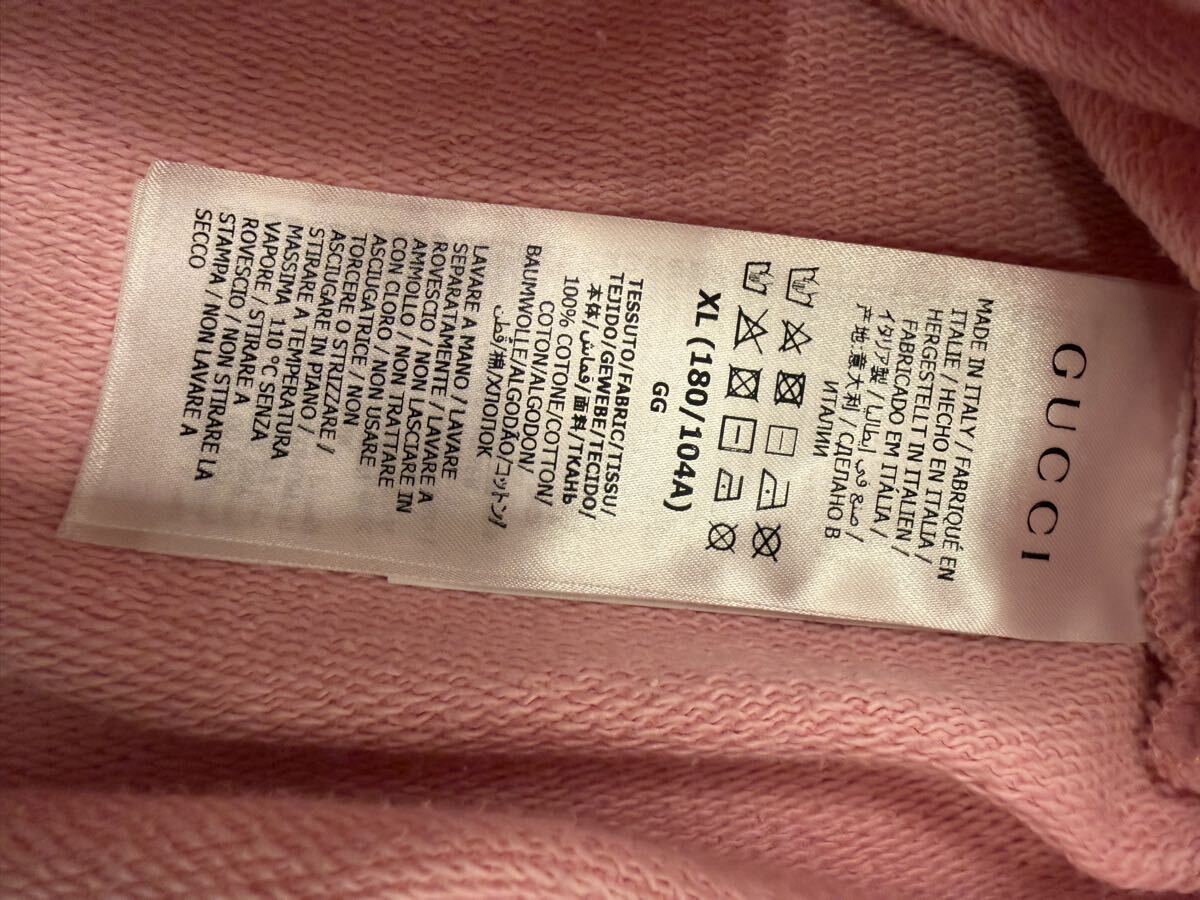 GUCCI
MADE IN ITALY / FABRIQUÉ EN
ITALIE / HECHO EN ITALIA /
HERGESTELLT IN ITALIEN /
FABRICADO EM ITALIA /
イタリア製 / صنع في إيطاليا /
产地:意大利 / СДЕЛАНО В
ИТАЛИИ
XL (180/104A)
GG
TESSUTO/FABRIC/TISSU/
TEJIDO/GEWEBE/TECIDO/
本体/قماش/面料/ТКАНЬ
100% COTONE/COTTON/
COTON/ALGODON/
BAUMWOLLE/ALGODÃO/コットン/
قطن/棉/ХЛОПОК
LAVARE A MANO / LAVARE
SEPARATAMENTE / LAVARE A
ROVESCIO / NON LASCIARE IN
AMMOLLO / NON TRATTARE
CON CLORO / NON USARE
ASCIUGATRICE / NON
TORCERE O STRIZZARE /
ASCIUGARE IN PIANO /
STIRARE A TEMPERATURA
MASSIMA 110 °C SENZA
VAPORE / STIRARE A
ROVESCIO / NON STIRARE LA
STAMPA / NON LAVARE A
SECCO